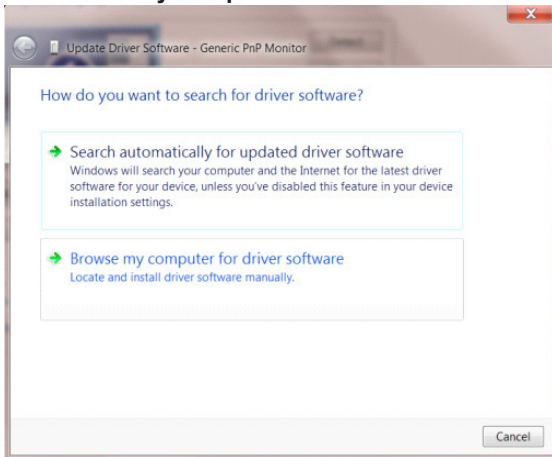 Update Driver Software - Generic PnP Monitor
How do you want to search for driver software?
Search automatically for updated driver software
Windows will search your computer and the Internet for the latest driver
software for your device, unless you've disabled this feature in your device
installation settings.
Browse my computer for driver software
Locate and install driver software manually.
Cancel